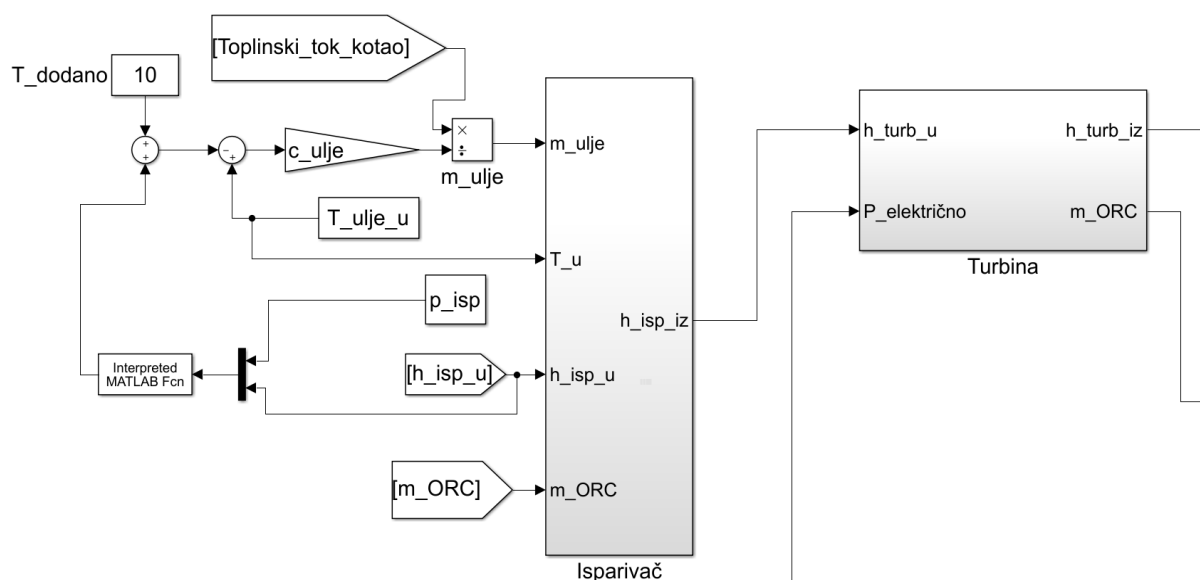 [Toplinski_tok_kotao]
T_dodano
10
+
+
-
+
c_ulje
×
÷
m_ulje
T_ulje_u
p_isp
Interpreted
MATLAB Fcn
[h_isp_u]
[m_ORC]
m_ulje
T_u
h_isp_iz
h_isp_u
m_ORC
Isparivač
h_turb_u
h_turb_iz
P_električno
m_ORC
Turbina